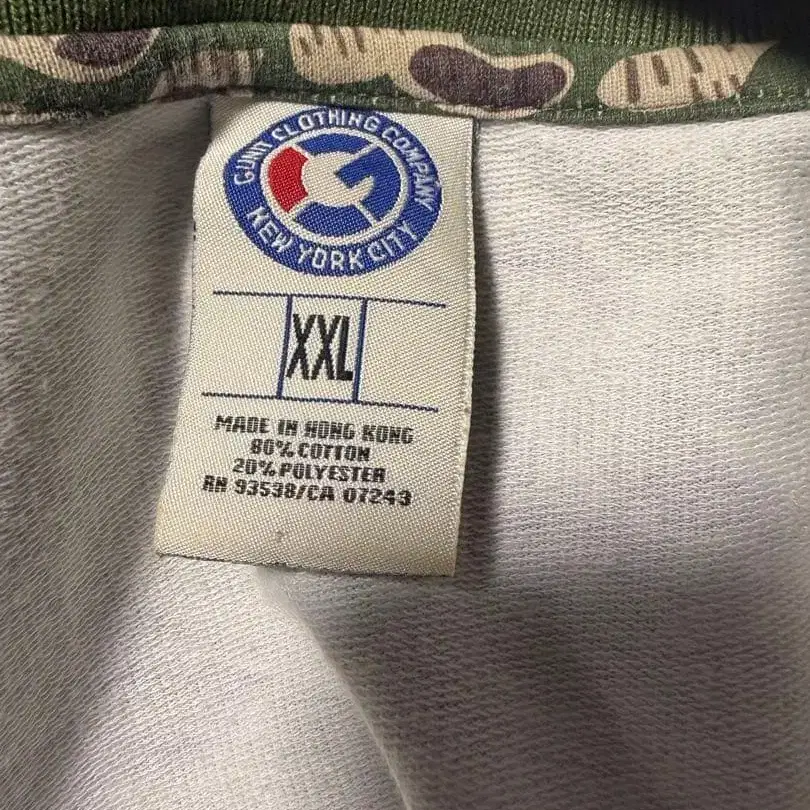 G-UNIT CLOTHING COMPANY
NEW YORK CITY
XXL
MADE IN HONG KONG
80% COTTON
20% POLYESTER
RN 93538/CA 07243